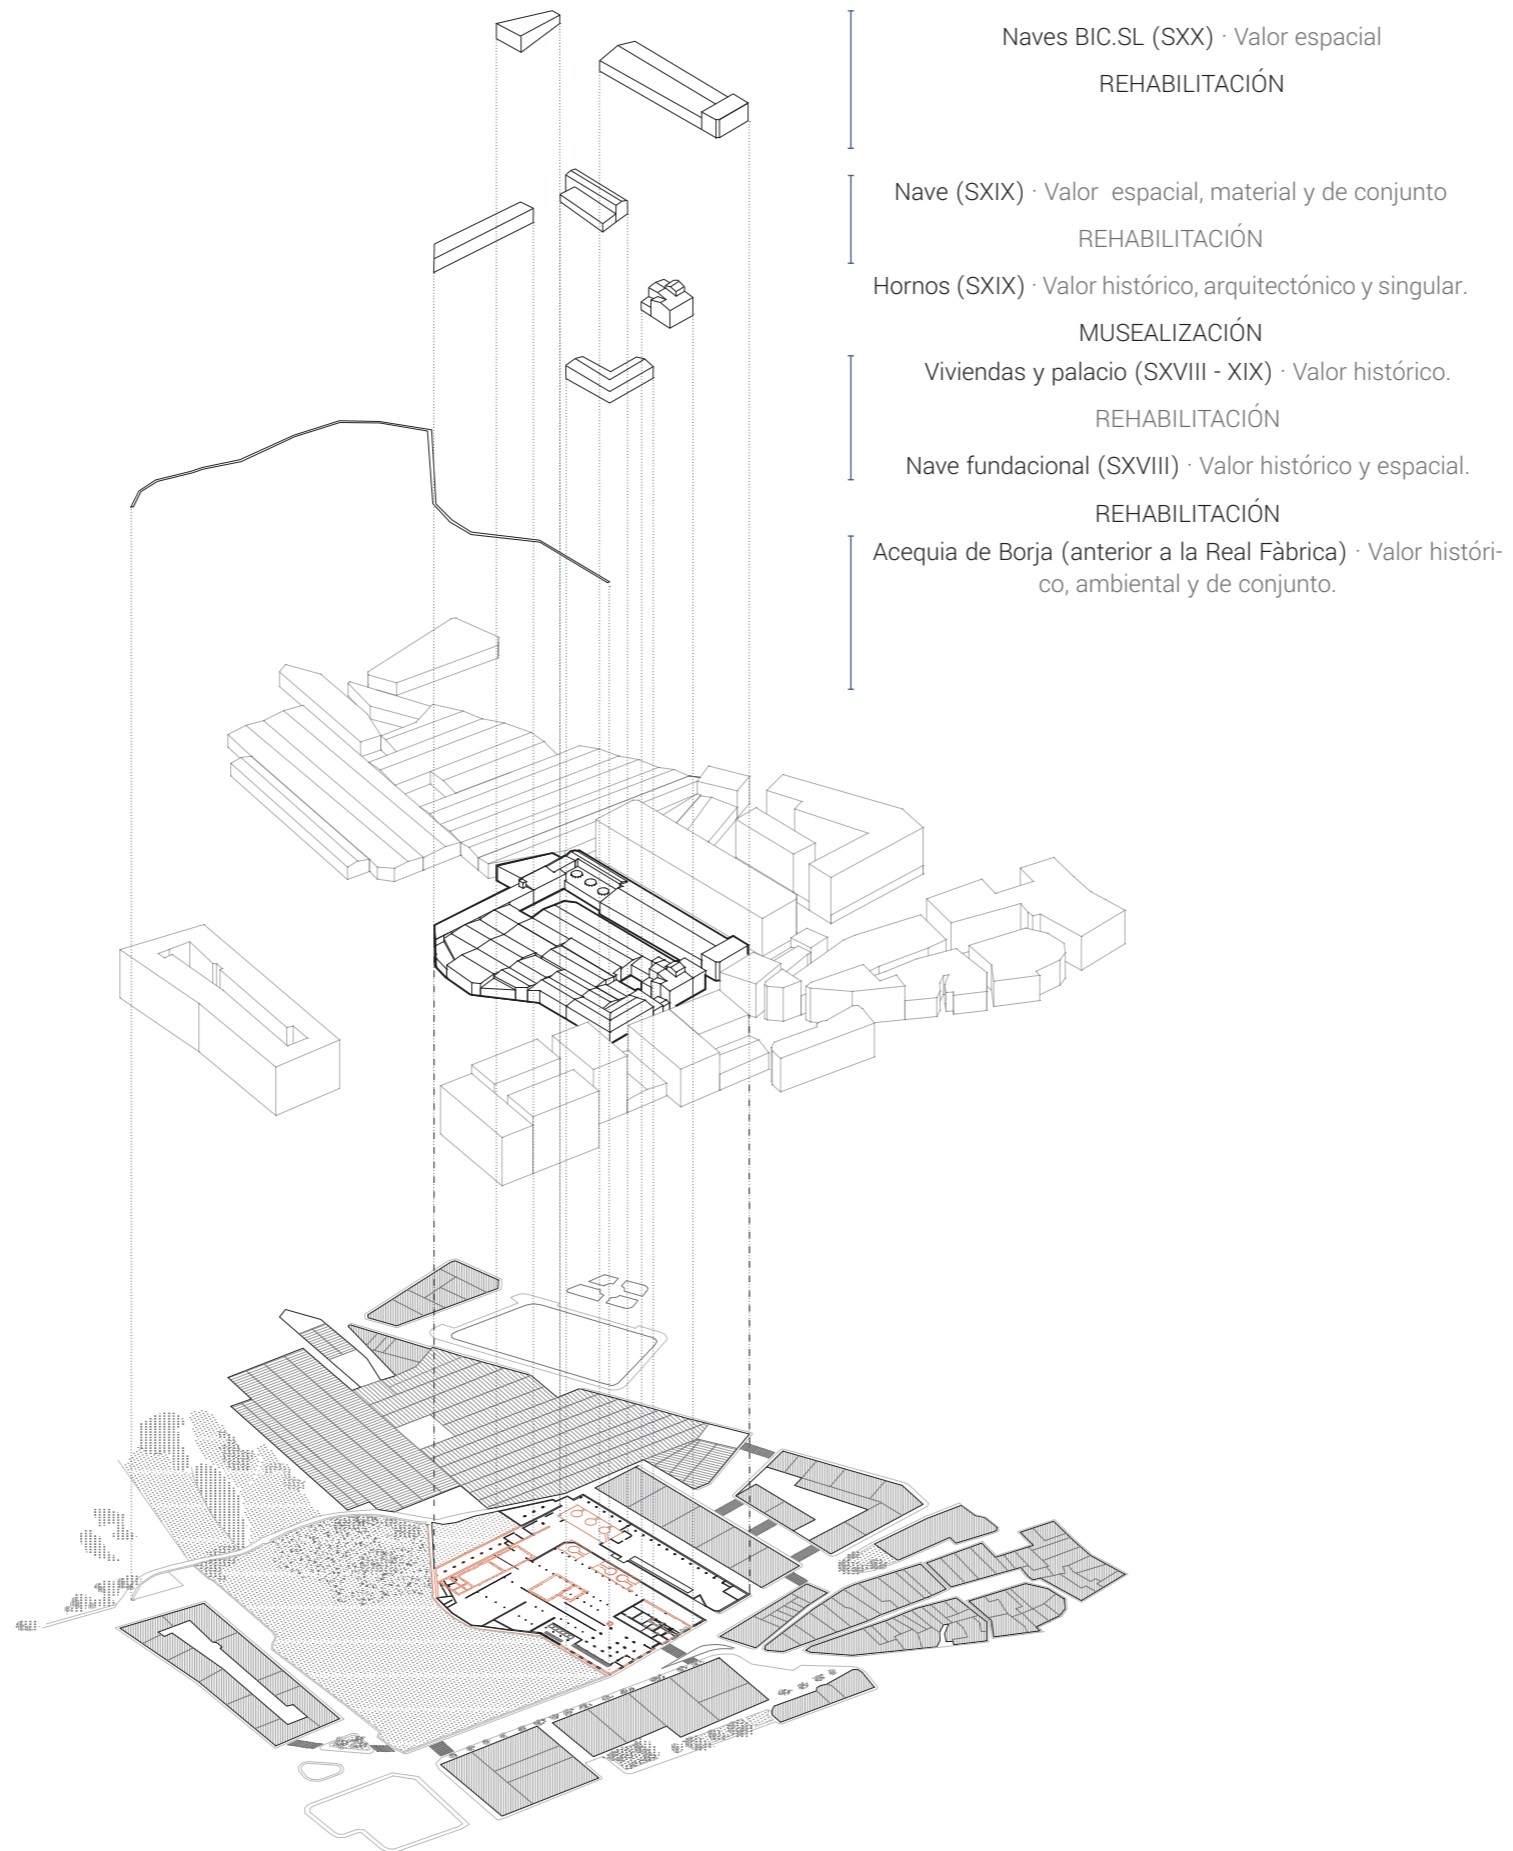 Naves BIC.SL (SXX) · Valor espacial
REHABILITACIÓN
Nave (SXIX) · Valor espacial, material y de conjunto
REHABILITACIÓN
Hornos (SXIX) · Valor histórico, arquitectónico y singular.
MUSEALIZACIÓN
Viviendas y palacio (SXVIII - XIX) · Valor histórico.
REHABILITACIÓN
Nave fundacional (SXVIII) · Valor histórico y espacial.
REHABILITACIÓN
Acequia de Borja (anterior a la Real Fàbrica) · Valor históri-
co, ambiental y de conjunto.